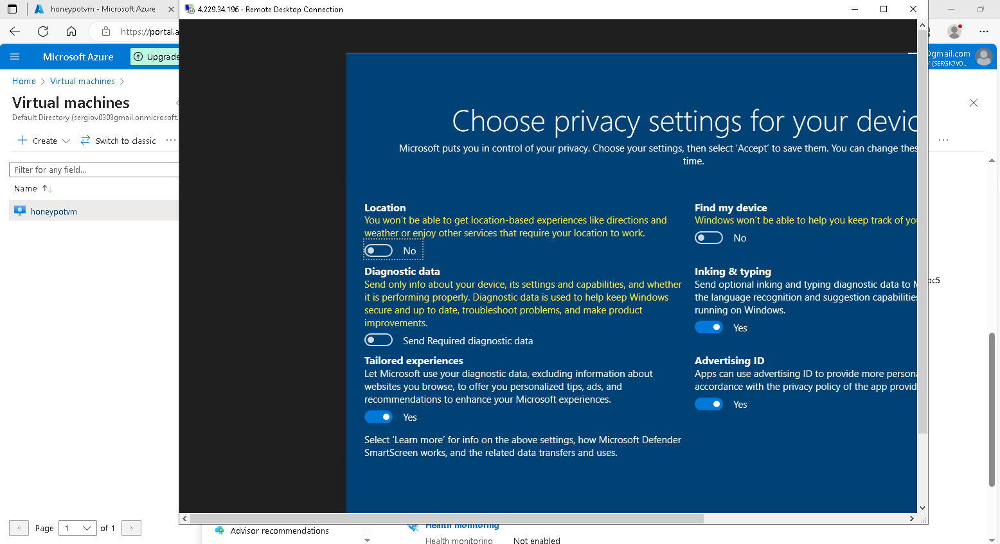 honeypotvm - Microsoft Azure
4.229.34.196 - Remote Desktop Connection
https://portal.a
Microsoft Azure
Upgrade
@gmail.com
(SERGIOV0...
Home > Virtual machines >
Virtual machines
Default Directory (sergiov0303gmail.onmicrosoft.
Create
Switch to classic
...
Filter for any field...
Name
honeypotvm
Page 1 of 1
Choose privacy settings for your devic
Microsoft puts you in control of your privacy. Choose your settings, then select ‘Accept’ to save them. You can change thes
time.
Location
You won’t be able to get location-based experiences like directions and
weather or enjoy other services that require your location to work.
No
Find my device
Windows won’t be able to help you keep track of you
No
Diagnostic data
Send only info about your device, its settings and capabilities, and whether
it is performing properly. Diagnostic data is used to help keep Windows
secure and up to date, troubleshoot problems, and make product
improvements.
Send Required diagnostic data
Inking & typing
Send optional inking and typing diagnostic data to M
the language recognition and suggestion capabilities
running on Windows.
Yes
Tailored experiences
Let Microsoft use your diagnostic data, excluding information about
websites you browse, to offer you personalized tips, ads, and
recommendations to enhance your Microsoft experiences.
Yes
Advertising ID
Apps can use advertising ID to provide more persona
accordance with the privacy policy of the app provid
Yes
Select ‘Learn more’ for info on the above settings, how Microsoft Defender
SmartScreen works, and the related data transfers and uses.
pc5
Advisor recommendations
Health monitoring
Health monitoring
Not enabled